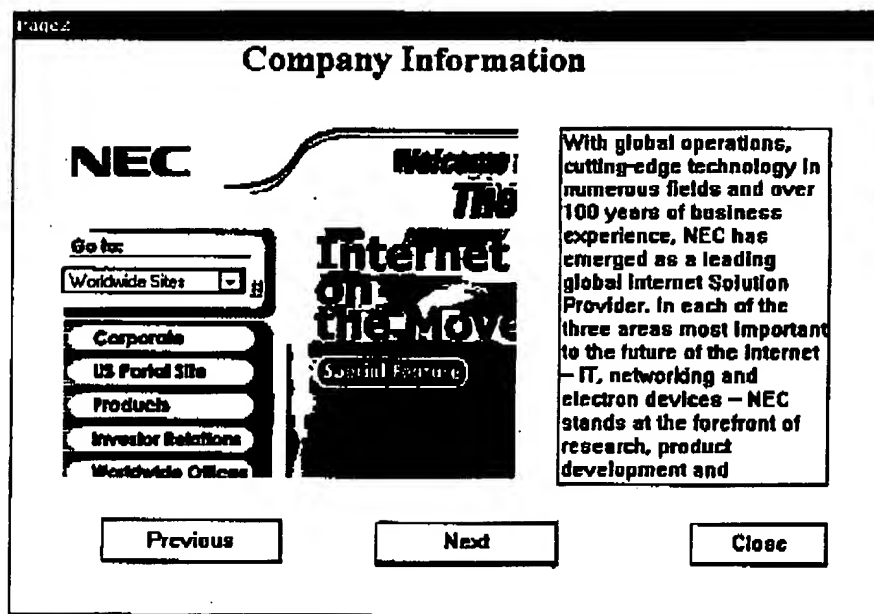 Page2
Company Information
NEC
Welcome
The
Go to:
Worldwide Sites
Internet
on
the Move
Special Feature
Corporate
US Portal Site
Products
Investor Relations
Worldwide Offices
With global operations,
cutting-edge technology in
numerous fields and over
100 years of business
experience, NEC has
emerged as a leading
global Internet Solution
Provider. In each of the
three areas most important
to the future of the Internet
– IT, networking and
electron devices – NEC
stands at the forefront of
research, product
development and
Previous
Next
Close